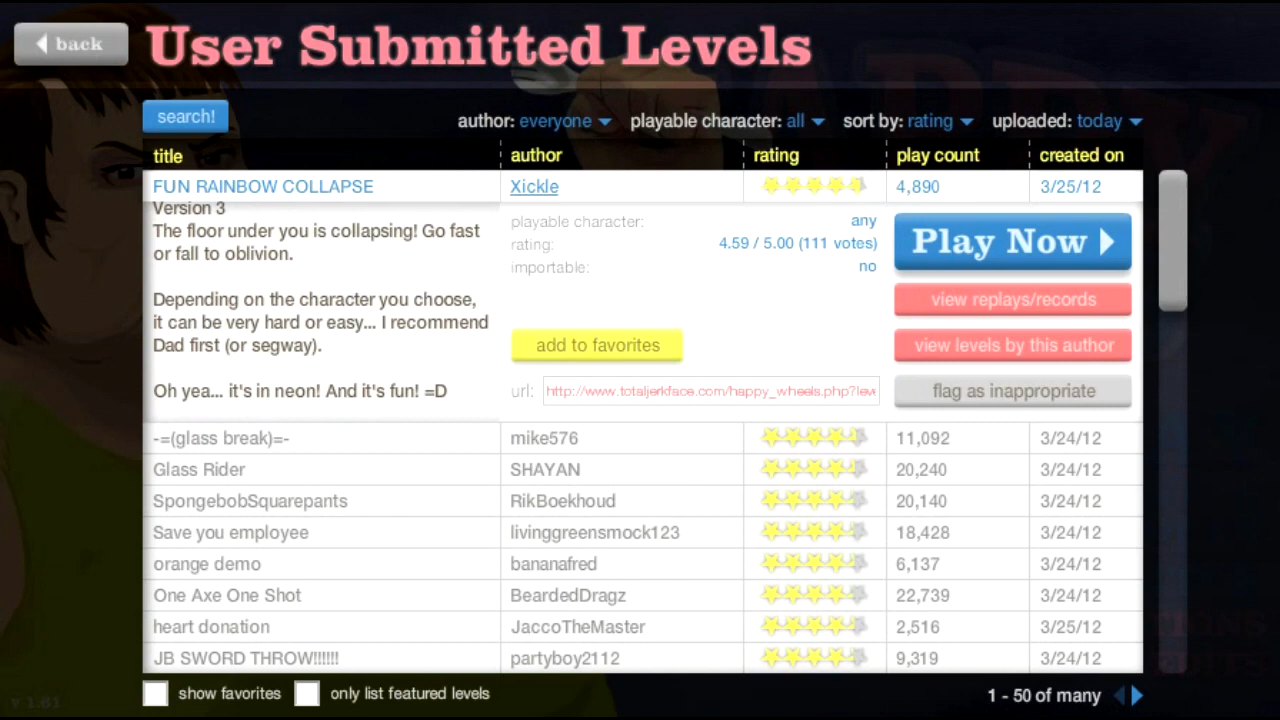 back
User Submitted Levels
search!
author: everyone playable character: all sort by: rating uploaded: today
title author rating play count created on
FUN RAINBOW COLLAPSE Xickle 4,890 3/25/12
Version 3
The floor under you is collapsing! Go fast
or fall to oblivion.
Depending on the character you choose,
it can be very hard or easy... I recommend
Dad first (or segway).
Oh yea... it's in neon! And it's fun! =D
playable character: any
rating: 4.59 / 5.00 (111 votes)
importable: no
add to favorites
url: http://www.totaljerkface.com/happy_wheels.php?lev
Play Now
view replays/records
view levels by this author
flag as inappropriate
-=(glass break)=- mike576 11,092 3/24/12
Glass Rider SHAYAN 20,240 3/24/12
SpongebobSquarepants RikBoekhoud 20,140 3/24/12
Save you employee livinggreensmock123 18,428 3/24/12
orange demo bananafred 6,137 3/24/12
One Axe One Shot BeardedDragz 22,739 3/24/12
heart donation JaccoTheMaster 2,516 3/25/12
JB SWORD THROW!!!!!! partyboy2112 9,319 3/24/12
show favorites only list featured levels 1 - 50 of many
v 1.61